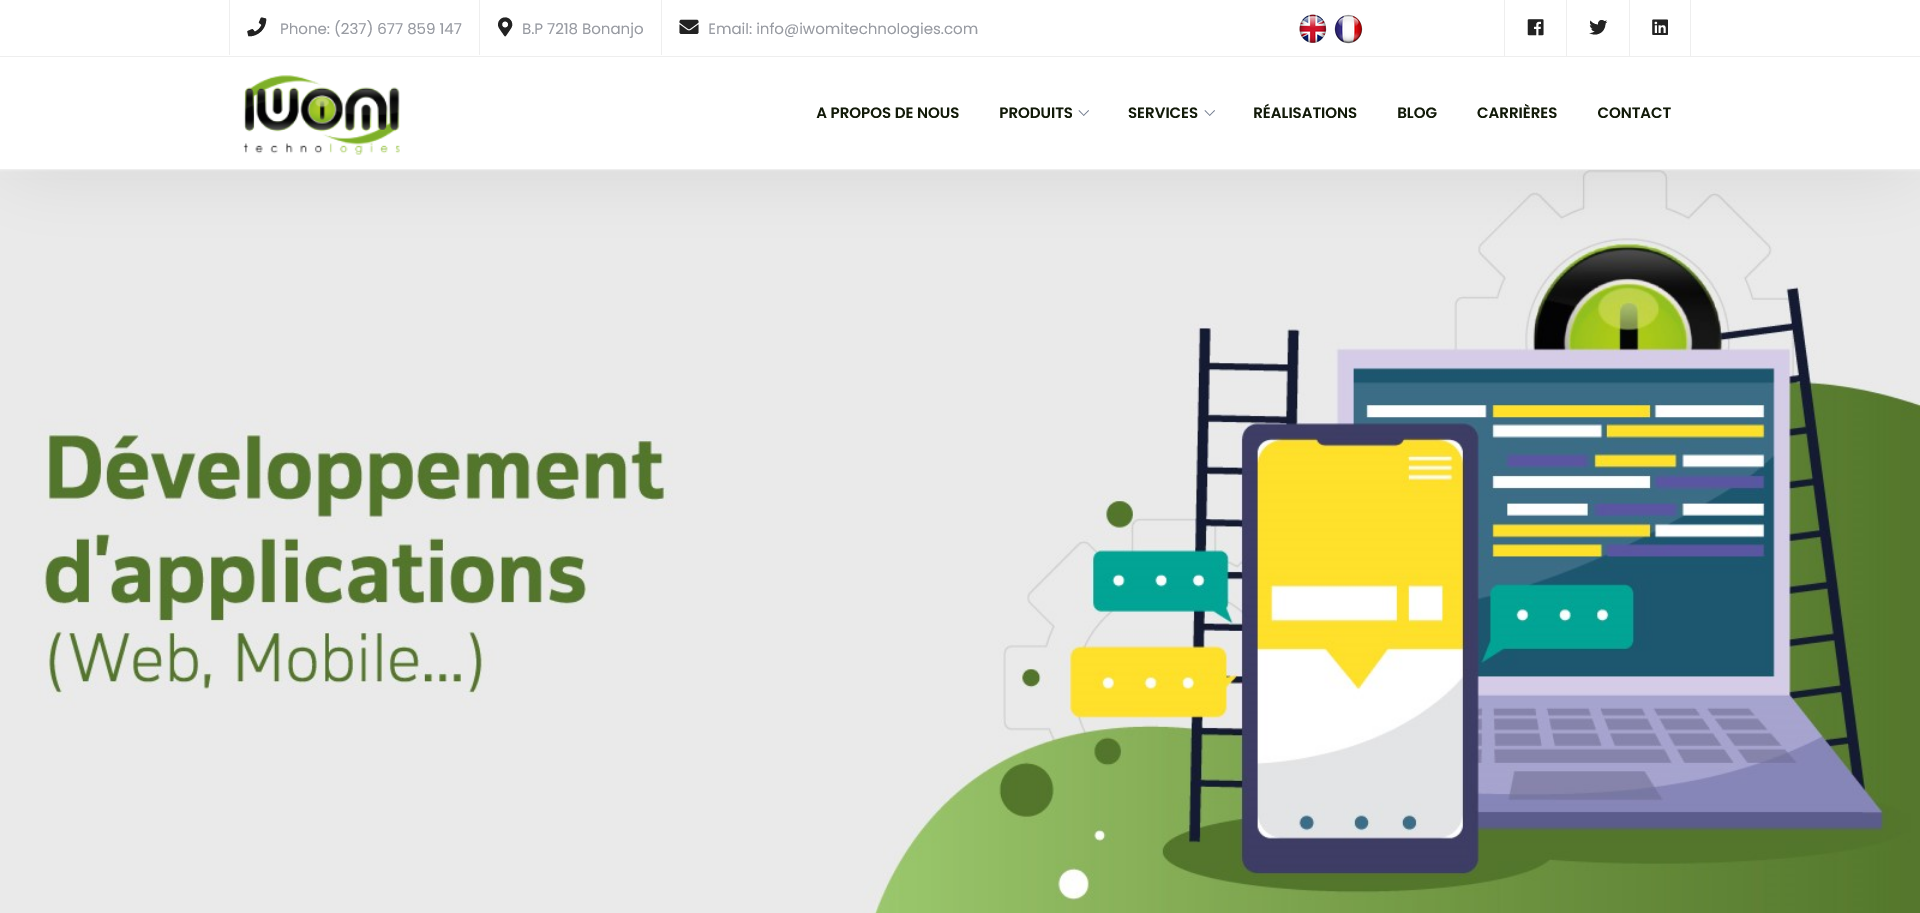 Phone: (237) 677 859 147
B.P 7218 Bonanjo
Email: info@iwomitechnologies.com
iwomi
technologies
A PROPOS DE NOUS
PRODUITS
SERVICES
RÉALISATIONS
BLOG
CARRIÈRES
CONTACT
Développement
d'applications
(Web, Mobile...)